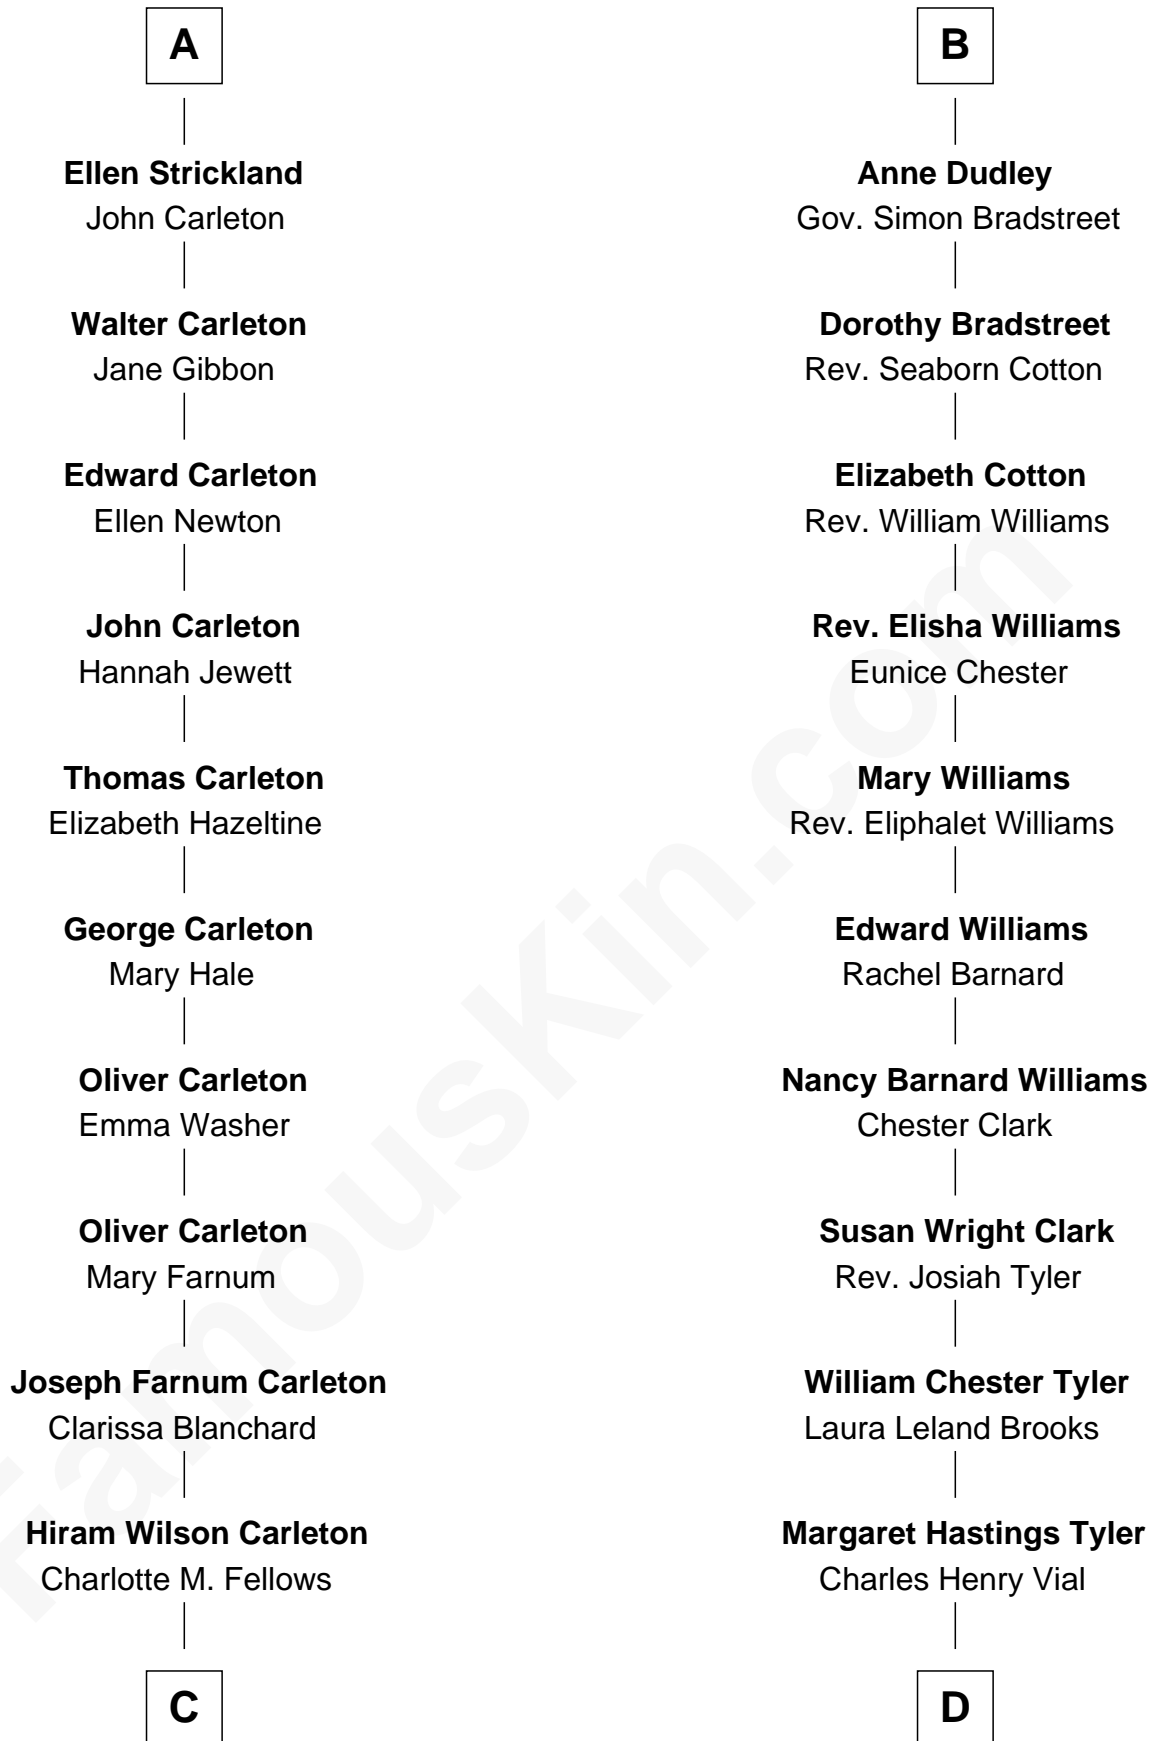 A
Ellen Strickland
John Carleton
Walter Carleton
Jane Gibbon
Edward Carleton
Ellen Newton
John Carleton
Hannah Jewett
Thomas Carleton
Elizabeth Hazeltine
George Carleton
Mary Hale
Oliver Carleton
Emma Washer
Oliver Carleton
Mary Farnum
Joseph Farnum Carleton
Clarissa Blanchard
Hiram Wilson Carleton
Charlotte M. Fellows
C
B
Anne Dudley
Gov. Simon Bradstreet
Dorothy Bradstreet
Rev. Seaborn Cotton
Elizabeth Cotton
Rev. William Williams
Rev. Elisha Williams
Eunice Chester
Mary Williams
Rev. Eliphalet Williams
Edward Williams
Rachel Barnard
Nancy Barnard Williams
Chester Clark
Susan Wright Clark
Rev. Josiah Tyler
William Chester Tyler
Laura Leland Brooks
Margaret Hastings Tyler
Charles Henry Vial
D
FamousKin.com